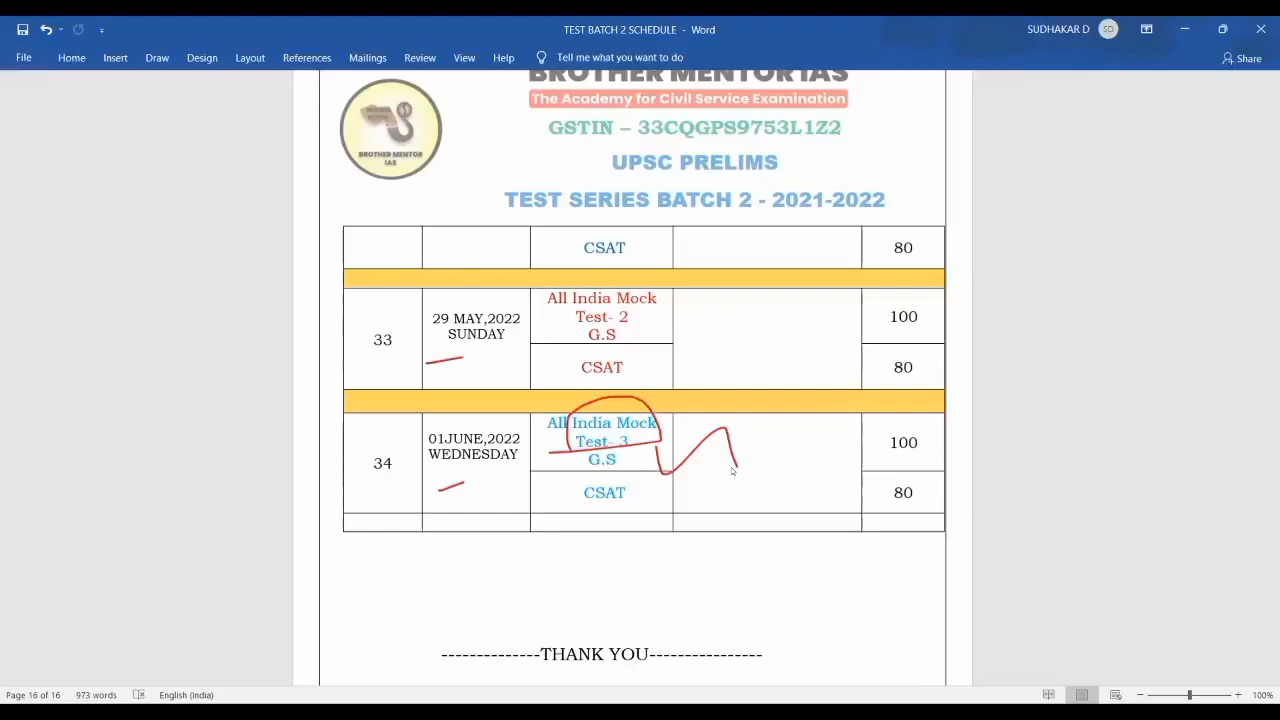 TEST BATCH 2 SCHEDULE - Word
SUDHAKAR D
SD
File Home Insert Draw Design Layout References Mailings Review View Help Tell me what you want to do
Share
BROTHER MENTOR IAS
The Academy for Civil Service Examination
GSTIN – 33CQGPS9753L1Z2
BROTHER MENTOR
IAS
UPSC PRELIMS
TEST SERIES BATCH 2 - 2021-2022
CSAT 80
33
29 MAY,2022
SUNDAY
All India Mock
Test- 2
G.S
100
CSAT
80
34
01JUNE,2022
WEDNESDAY
All India Mock
Test- 3
G.S
100
CSAT
80
--------------THANK YOU----------------
Page 16 of 16 973 words English (India) 100%